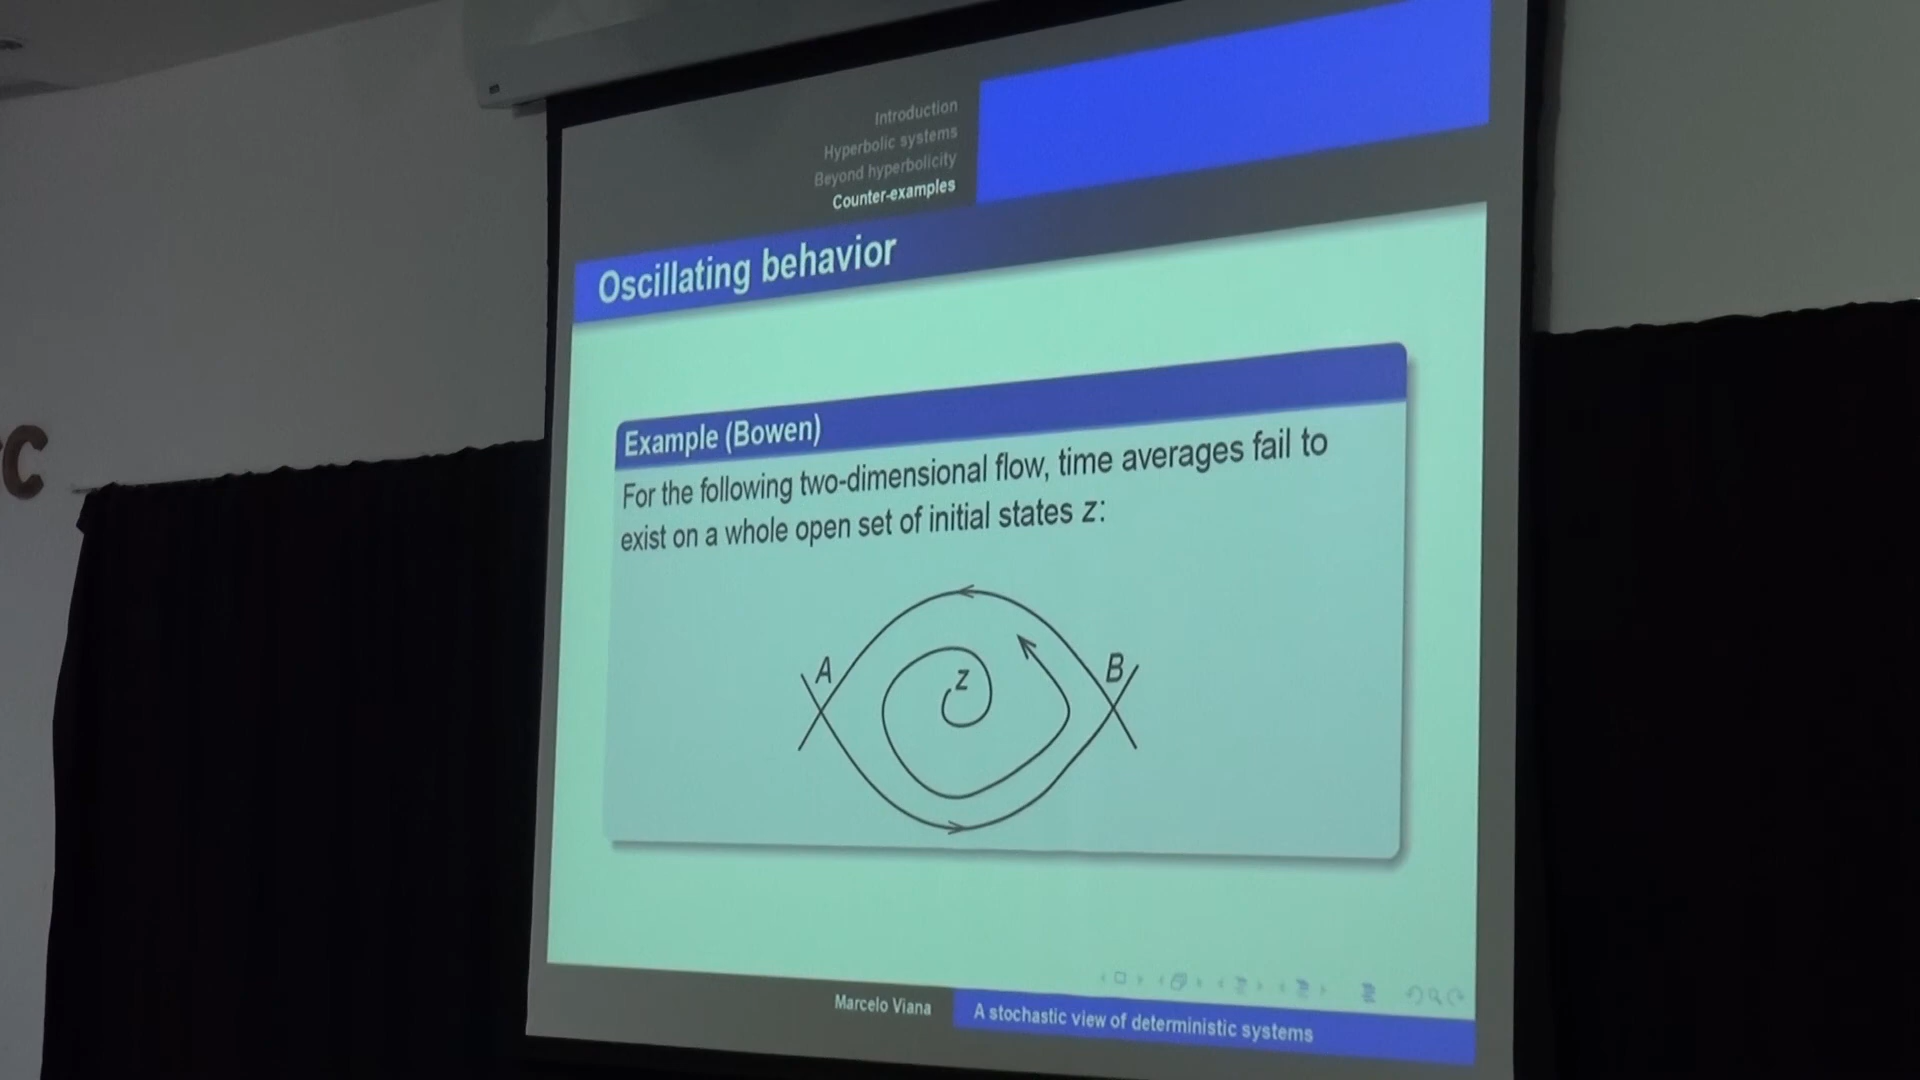 Introduction
Hyperbolic systems
Beyond hyperbolicity
Counter-examples
Oscillating behavior
Example (Bowen)
For the following two-dimensional flow, time averages fail to
exist on a whole open set of initial states z:
A
z
B
Marcelo Viana
A stochastic view of deterministic systems
C